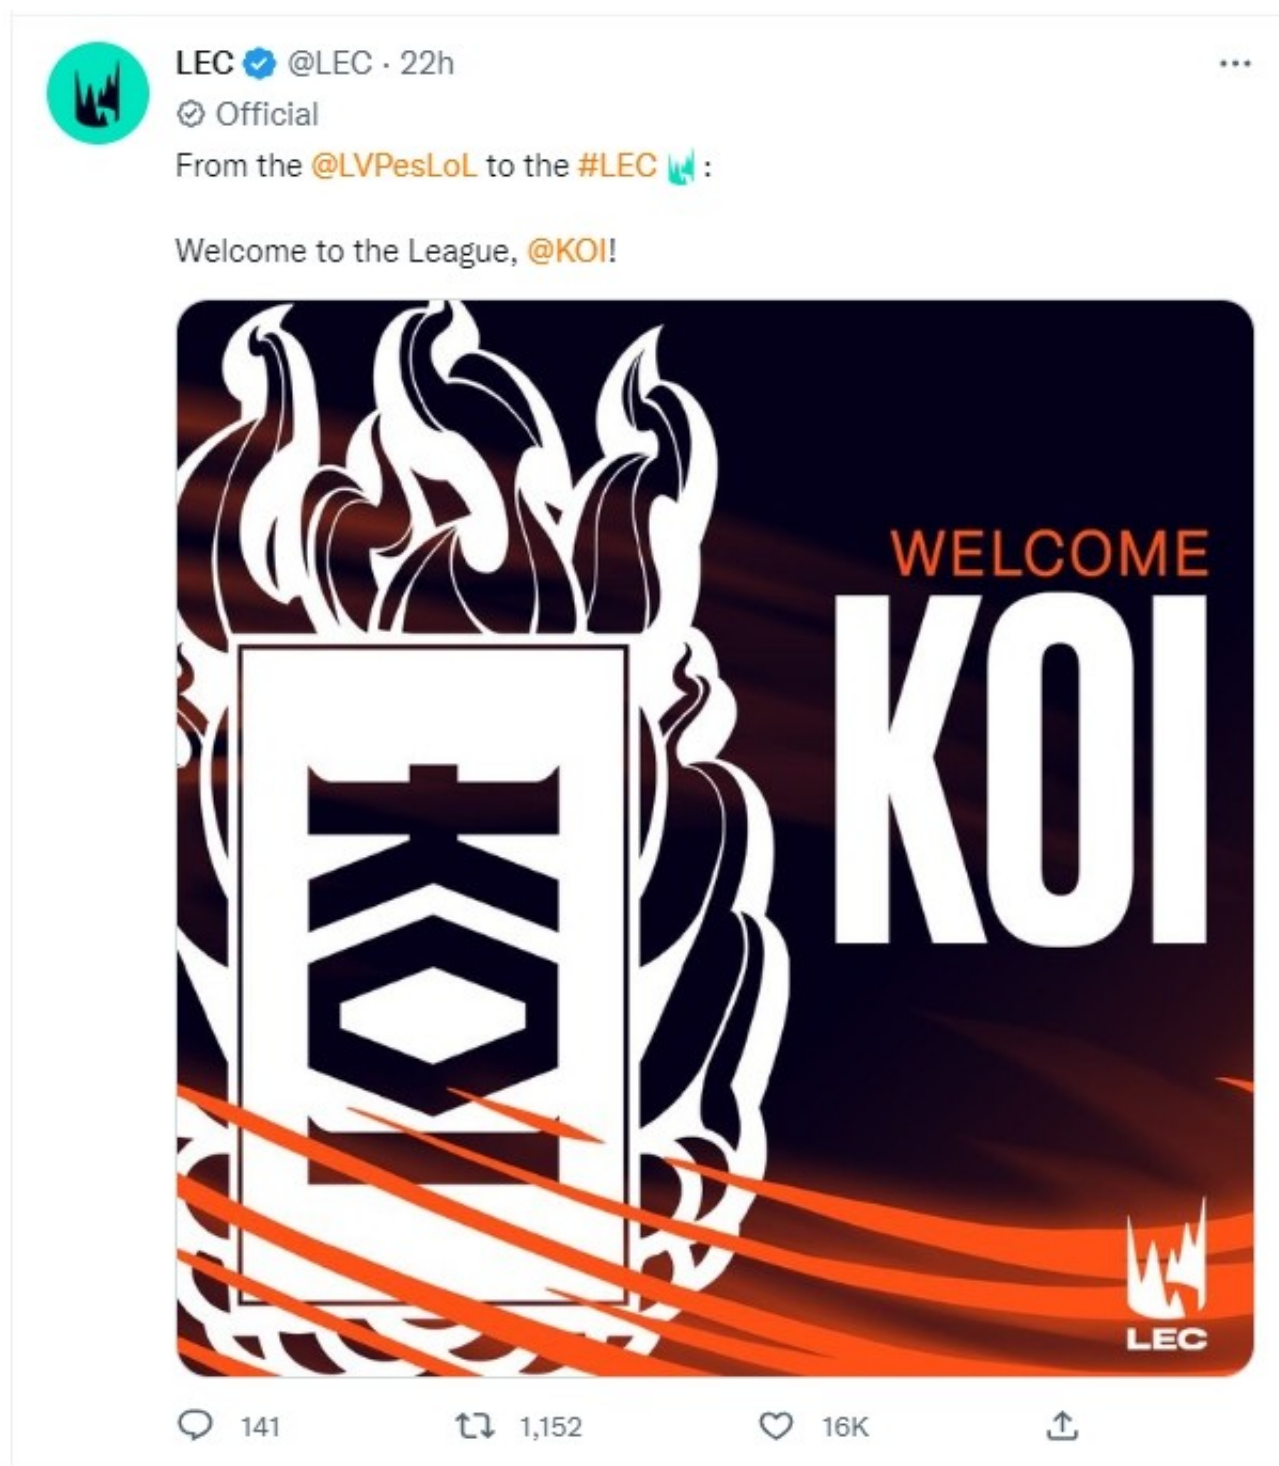 LEC @LEC · 22h
Official
From the @LVPesLoL to the #LEC :
Welcome to the League, @KOI!
WELCOME
KOI
KOI
LEC
141 1,152 16K